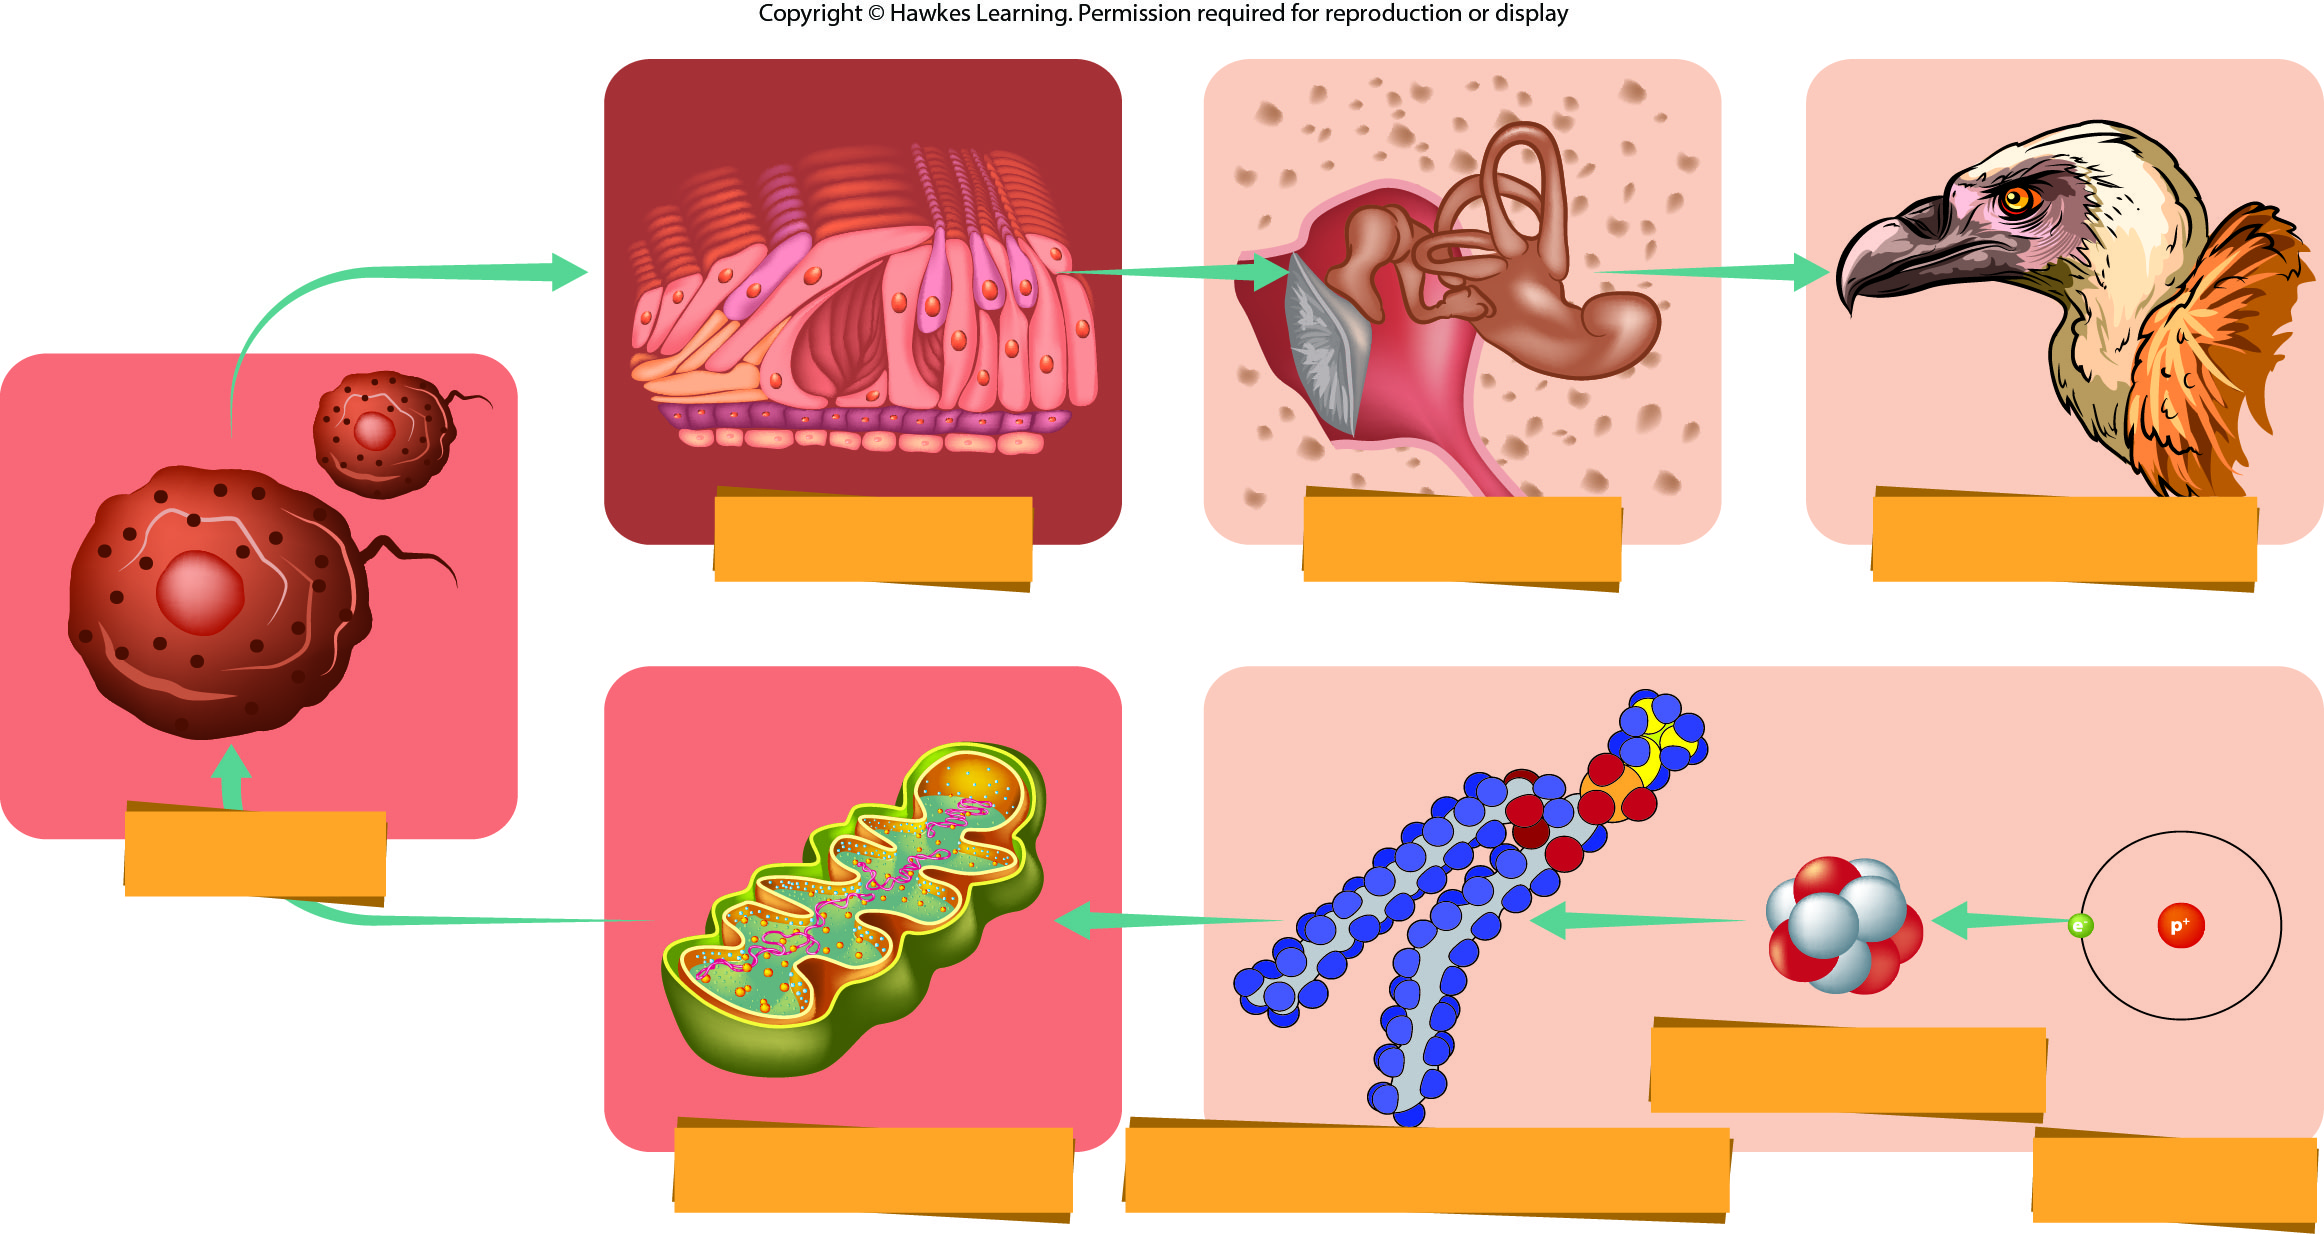 Copyright © Hawkes Learning. Permission required for reproduction or display
e⁻
p⁺